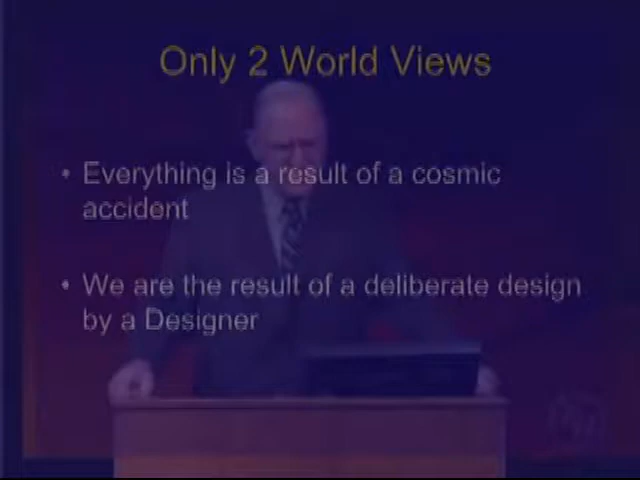 Only 2 World Views
• Everything is a result of a cosmic
accident
• We are the result of a deliberate design
by a Designer